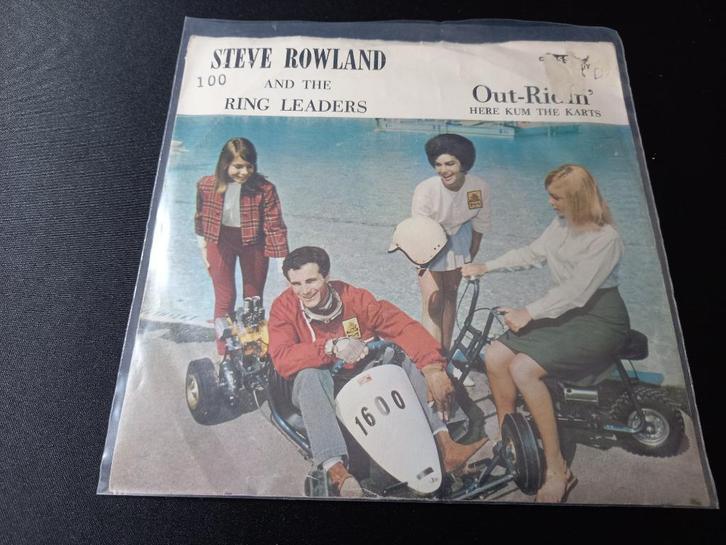 STEVE ROWLAND
100
AND THE
RING LEADERS
Out-Ridin'
HERE KUM THE KARTS
1600